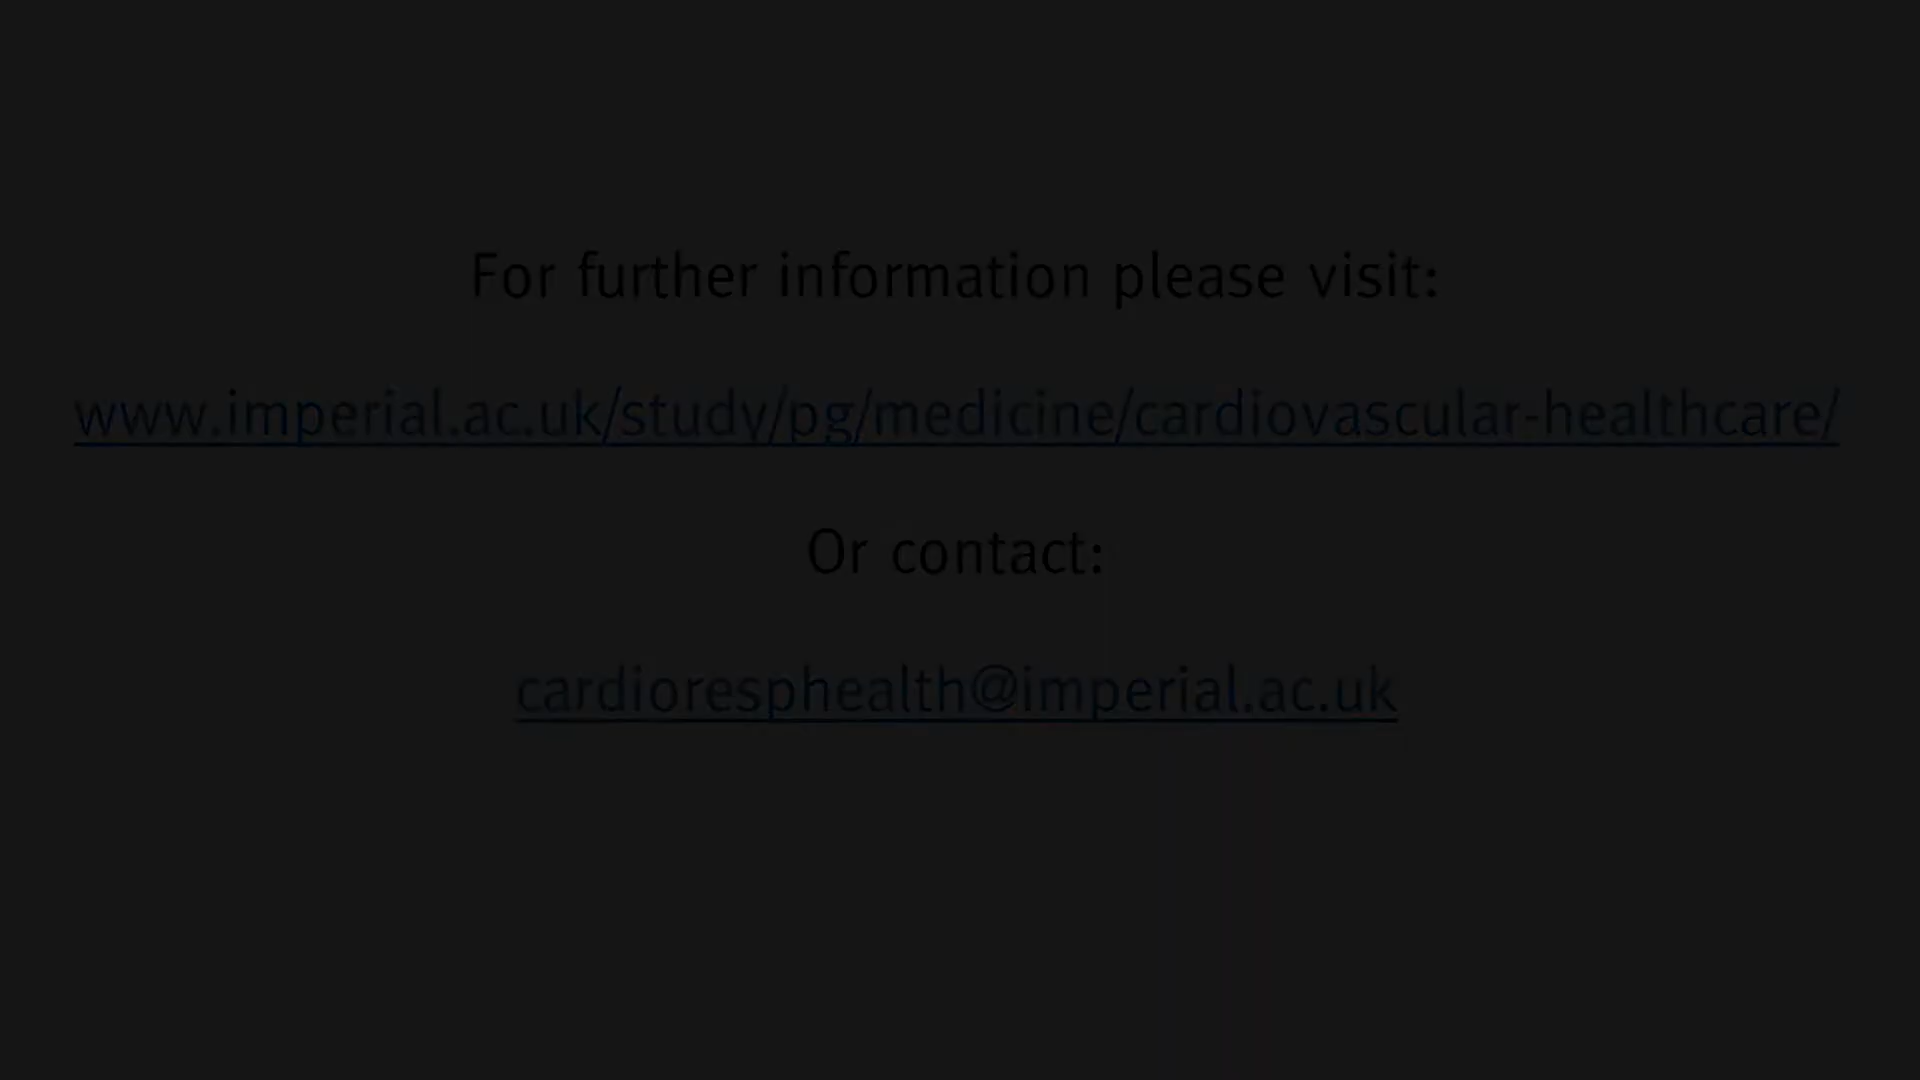 For further information please visit:
www.imperial.ac.uk/study/pg/medicine/cardiovascular-healthcare/
Or contact:
cardioresphealth@imperial.ac.uk